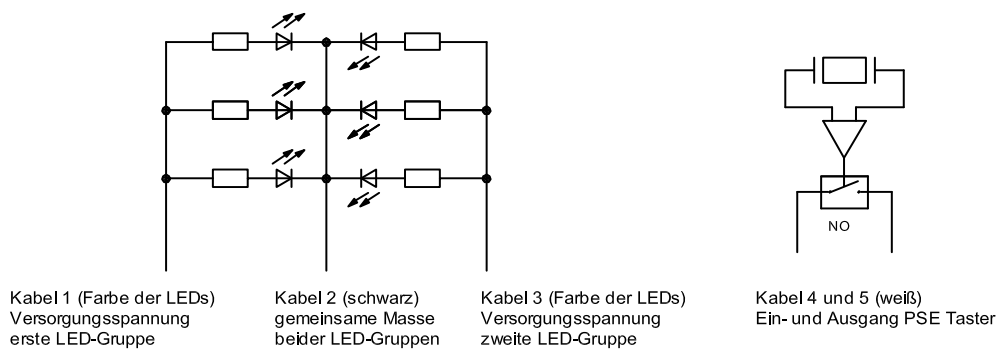 NO
Kabel 1 (Farbe der LEDs)
Versorgungsspannung
erste LED-Gruppe
Kabel 2 (schwarz)
gemeinsame Masse
beider LED-Gruppen
Kabel 3 (Farbe der LEDs)
Versorgungsspannung
zweite LED-Gruppe
Kabel 4 und 5 (weiß)
Ein- und Ausgang PSE Taster